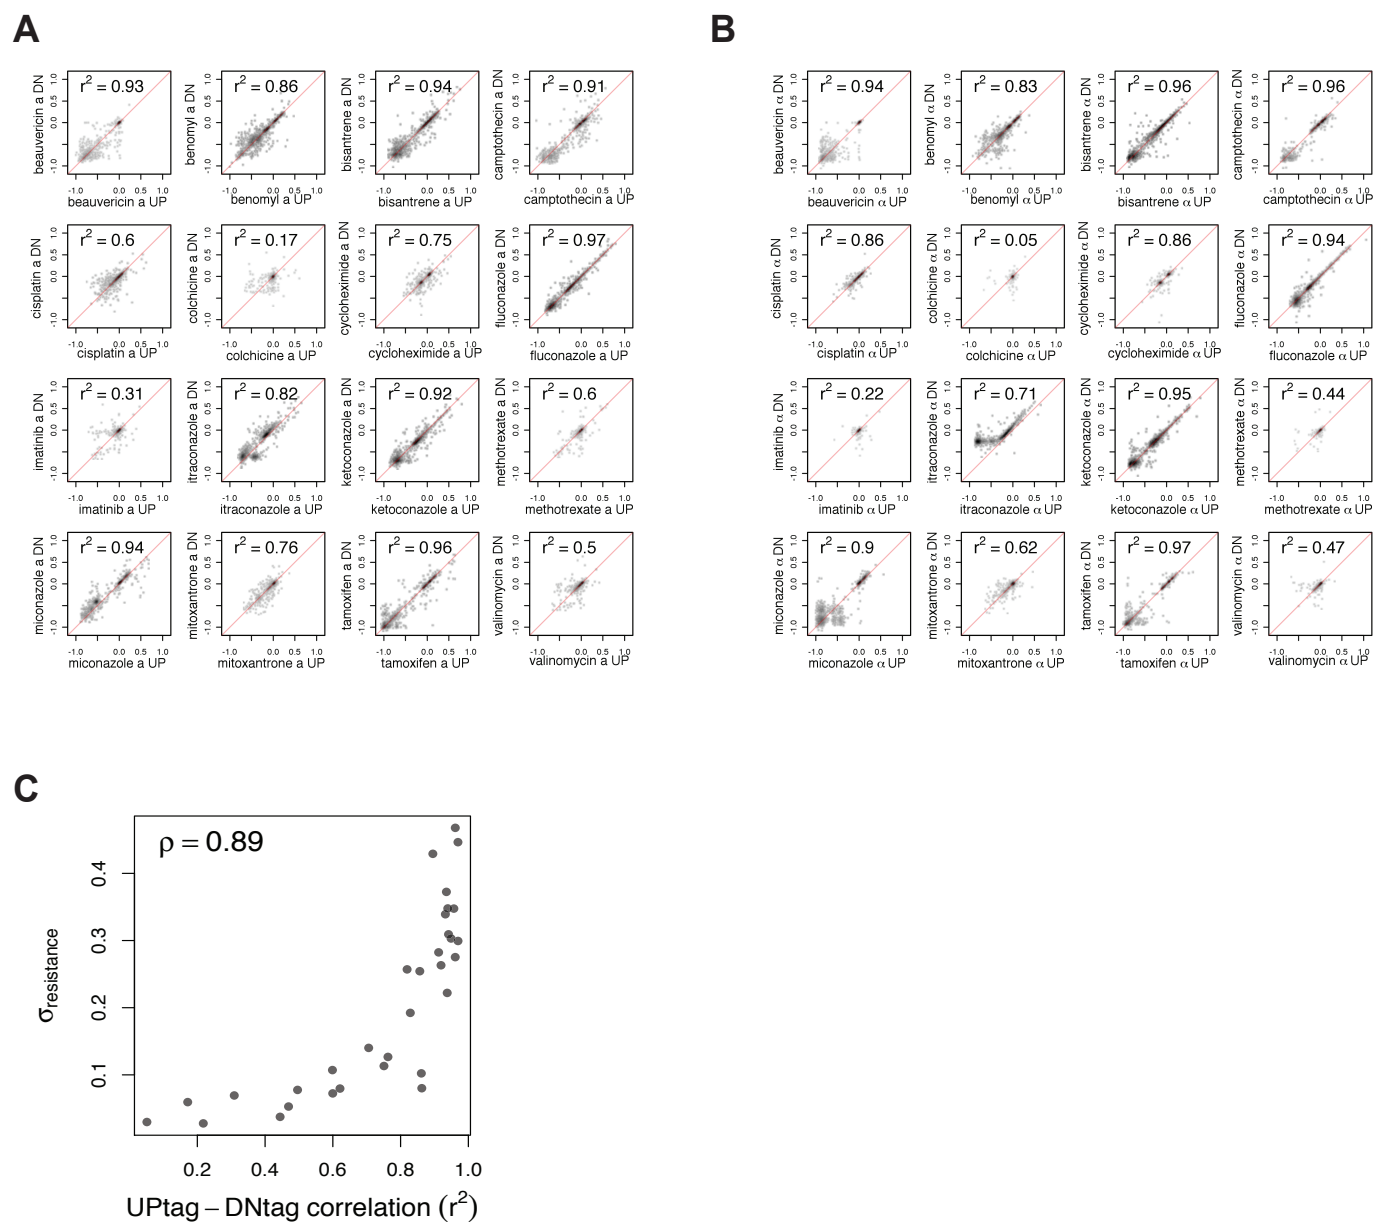 A
B
r² = 0.93
r² = 0.86
r² = 0.94
r² = 0.91
beauvericin a DN
benomyl a DN
bisantrene a DN
camptothecin a DN
-1.0 0.0 0.5 1.0
beauvericin a UP
benomyl a UP
bisantrene a UP
camptothecin a UP
r² = 0.94
r² = 0.83
r² = 0.96
r² = 0.96
beauvericin α DN
benomyl α DN
bisantrene α DN
camptothecin α DN
beauvericin α UP
benomyl α UP
bisantrene α UP
camptothecin α UP
r² = 0.6
r² = 0.17
r² = 0.75
r² = 0.97
cisplatin a DN
colchicine a DN
cycloheximide a DN
fluconazole a DN
cisplatin a UP
colchicine a UP
cycloheximide a UP
fluconazole a UP
r² = 0.86
r² = 0.05
r² = 0.86
r² = 0.94
cisplatin α DN
colchicine α DN
cycloheximide α DN
fluconazole α DN
cisplatin α UP
colchicine α UP
cycloheximide α UP
fluconazole α UP
r² = 0.31
r² = 0.82
r² = 0.92
r² = 0.6
imatinib a DN
itraconazole a DN
ketoconazole a DN
methotrexate a DN
imatinib a UP
itraconazole a UP
ketoconazole a UP
methotrexate a UP
r² = 0.22
r² = 0.71
r² = 0.95
r² = 0.44
imatinib α DN
itraconazole α DN
ketoconazole α DN
methotrexate α DN
imatinib α UP
itraconazole α UP
ketoconazole α UP
methotrexate α UP
r² = 0.94
r² = 0.76
r² = 0.96
r² = 0.5
miconazole a DN
mitoxantrone a DN
tamoxifen a DN
valinomycin a DN
miconazole a UP
mitoxantrone a UP
tamoxifen a UP
valinomycin a UP
r² = 0.9
r² = 0.62
r² = 0.97
r² = 0.47
miconazole α DN
mitoxantrone α DN
tamoxifen α DN
valinomycin α DN
miconazole α UP
mitoxantrone α UP
tamoxifen α UP
valinomycin α UP
C
ρ = 0.89
σresistance
0.4
0.3
0.2
0.1
0.2 0.4 0.6 0.8 1.0
UPtag – DNtag correlation (r²)